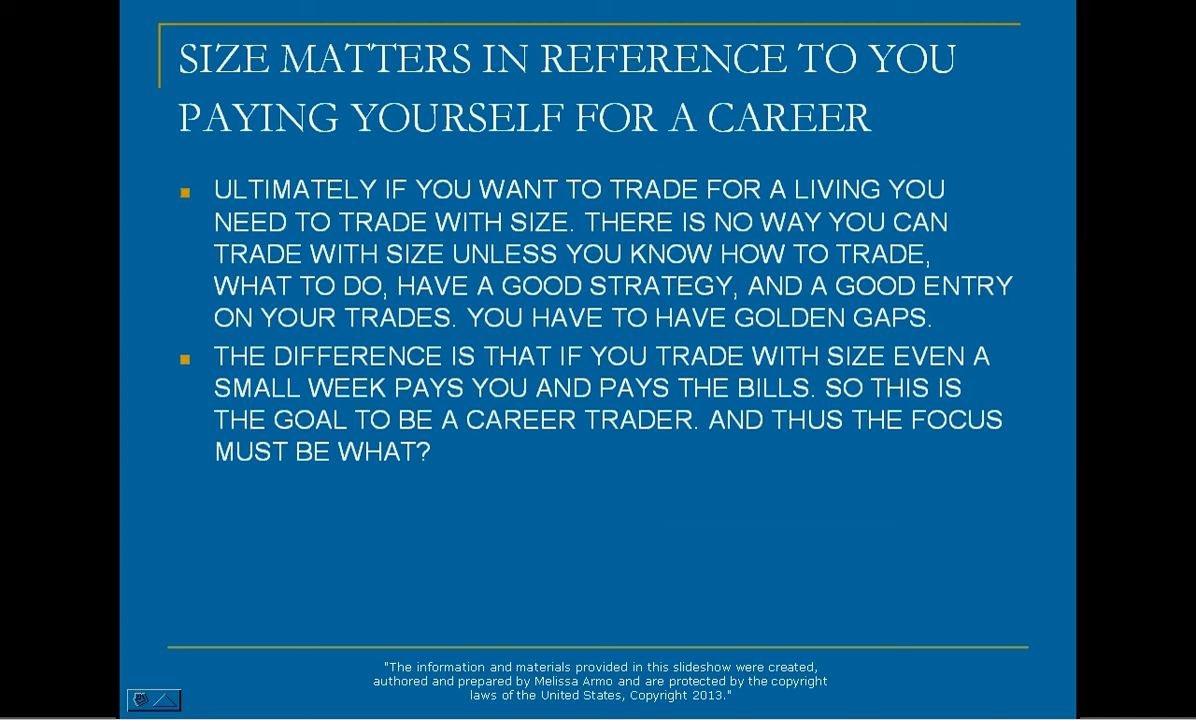 SIZE MATTERS IN REFERENCE TO YOU
PAYING YOURSELF FOR A CAREER
ULTIMATELY IF YOU WANT TO TRADE FOR A LIVING YOU
NEED TO TRADE WITH SIZE. THERE IS NO WAY YOU CAN
TRADE WITH SIZE UNLESS YOU KNOW HOW TO TRADE,
WHAT TO DO, HAVE A GOOD STRATEGY, AND A GOOD ENTRY
ON YOUR TRADES. YOU HAVE TO HAVE GOLDEN GAPS.
THE DIFFERENCE IS THAT IF YOU TRADE WITH SIZE EVEN A
SMALL WEEK PAYS YOU AND PAYS THE BILLS. SO THIS IS
THE GOAL TO BE A CAREER TRADER. AND THUS THE FOCUS
MUST BE WHAT?
"The information and materials provided in this slideshow were created,
authored and prepared by Melissa Armo and are protected by the copyright
laws of the United States, Copyright 2013."